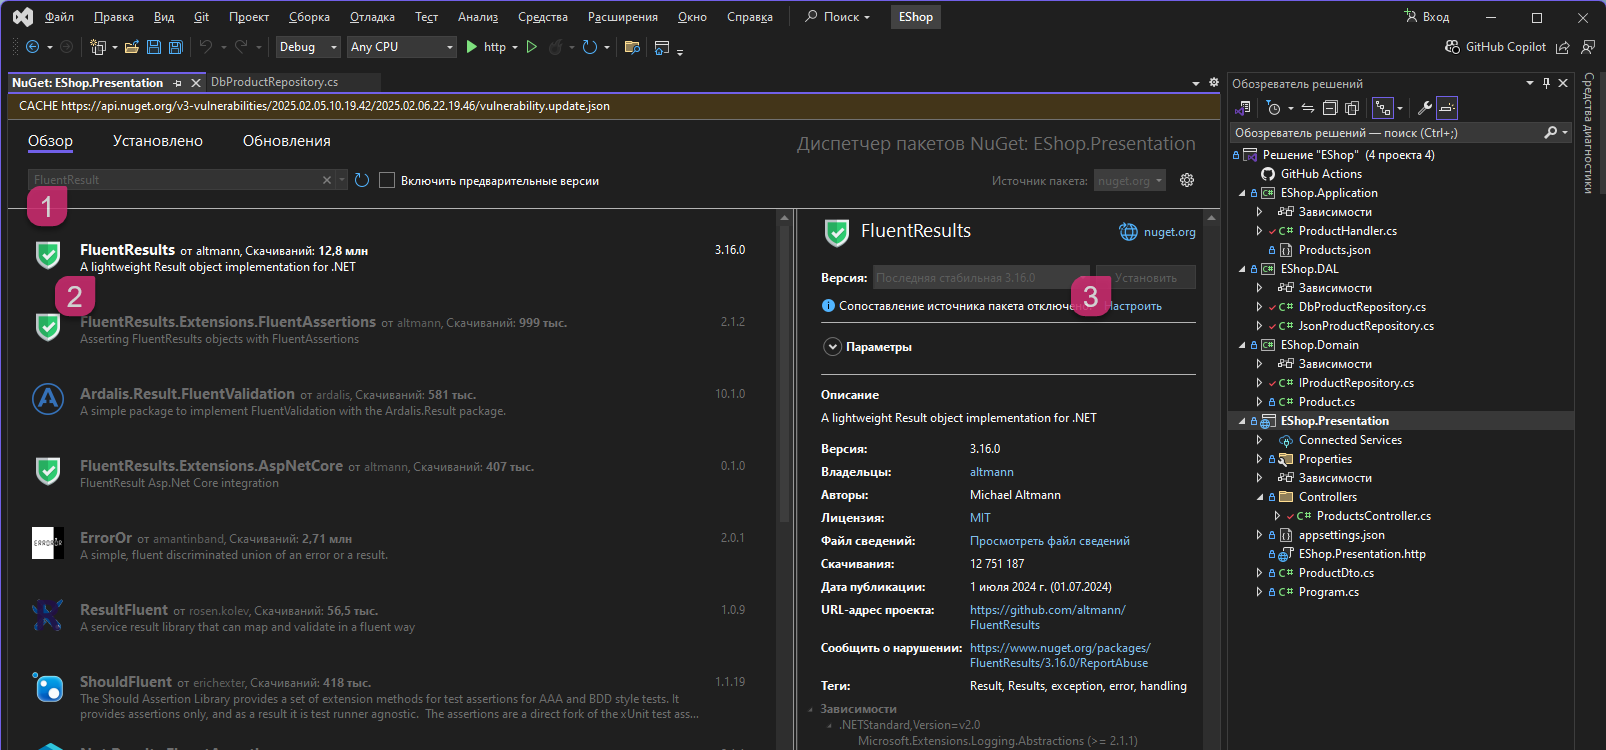 Файл Правка Вид Git Проект Сборка Отладка Тест Анализ Средства Расширения Окно Справка Поиск EShop Вход
Debug Any CPU http GitHub Copilot
NuGet: EShop.Presentation DbProductRepository.cs
CACHE https://api.nuget.org/v3-vulnerabilities/2025.02.05.10.19.42/2025.02.06.22.19.46/vulnerability.update.json
Обзор Установлено Обновления Диспетчер пакетов NuGet: EShop.Presentation
FluentResult Включить предварительные версии Источник пакета: nuget.org
1
FluentResults от altmann, Скачиваний: 12,8 млн 3.16.0
A lightweight Result object implementation for .NET
2
FluentResults.Extensions.FluentAssertions от altmann, Скачиваний: 999 тыс. 2.1.2
Asserting FluentResults objects with FluentAssertions
Ardalis.Result.FluentValidation от ardalis, Скачиваний: 581 тыс. 10.1.0
A simple package to implement FluentValidation with the Ardalis.Result package.
FluentResults.Extensions.AspNetCore от altmann, Скачиваний: 407 тыс. 0.1.0
FluentResult Asp.Net Core integration
ERROROR
ErrorOr от amantinband, Скачиваний: 2,71 млн 2.0.1
A simple, fluent discriminated union of an error or a result.
ResultFluent от rosen.kolev, Скачиваний: 56,5 тыс. 1.0.9
A service result library that can map and validate in a fluent way
ShouldFluent от erichexter, Скачиваний: 418 тыс. 1.1.19
The Should Assertion Library provides a set of extension methods for test assertions for AAA and BDD style tests. It
provides assertions only, and as a result it is test runner agnostic. The assertions are a direct fork of the xUnit test ass...
FluentResults nuget.org
Версия: Последняя стабильная 3.16.0 Установить
Сопоставление источника пакета отключен 3 Настроить
Параметры
Описание
A lightweight Result object implementation for .NET
Версия: 3.16.0
Владельцы: altmann
Авторы: Michael Altmann
Лицензия: MIT
Файл сведений: Просмотреть файл сведений
Скачивания: 12 751 187
Дата публикации: 1 июля 2024 г. (01.07.2024)
URL-адрес проекта: https://github.com/altmann/
FluentResults
Сообщить о нарушении: https://www.nuget.org/packages/
FluentResults/3.16.0/ReportAbuse
Теги: Result, Results, exception, error, handling
Зависимости
.NETStandard,Version=v2.0
Microsoft.Extensions.Logging.Abstractions (>= 2.1.1)
Обозреватель решений
Обозреватель решений — поиск (Ctrl+;)
Решение "EShop" (4 проекта 4)
GitHub Actions
EShop.Application
Зависимости
C# ProductHandler.cs
Products.json
EShop.DAL
Зависимости
C# DbProductRepository.cs
C# JsonProductRepository.cs
EShop.Domain
Зависимости
C# IProductRepository.cs
C# Product.cs
EShop.Presentation
Connected Services
Properties
Зависимости
Controllers
C# ProductsController.cs
appsettings.json
EShop.Presentation.http
C# ProductDto.cs
C# Program.cs
Средства диагностики